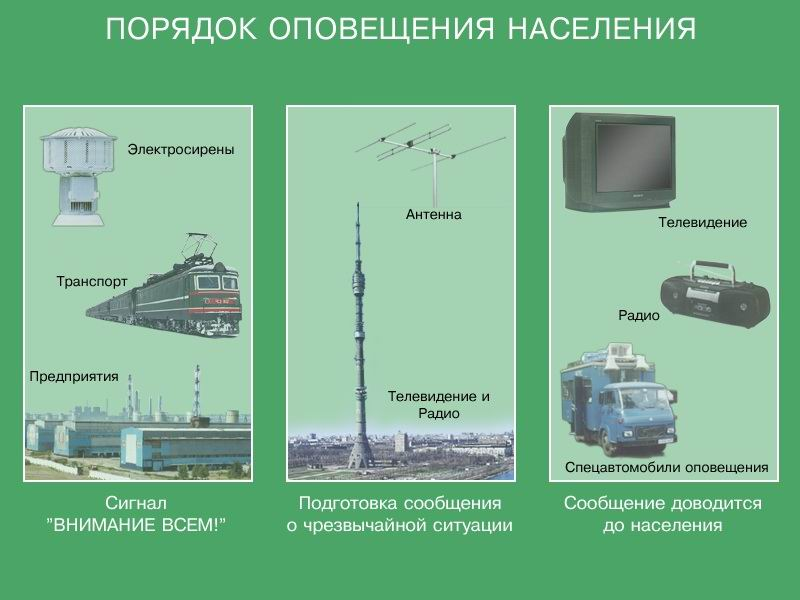 ПОРЯДОК ОПОВЕЩЕНИЯ НАСЕЛЕНИЯ
Электросирены
Транспорт
Предприятия
Сигнал
"ВНИМАНИЕ ВСЕМ!"
Антенна
Телевидение и
Радио
Подготовка сообщения
о чрезвычайной ситуации
Телевидение
Радио
Спецавтомобили оповещения
Сообщение доводится
до населения